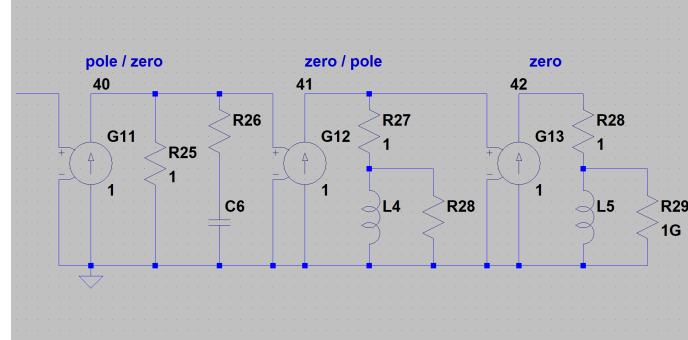 pole / zero
zero / pole
zero
40
41
42
R26
R27
R28
G11
G12
G13
1
1
R25
1
1
1
1
C6
L4
R28
L5
R29
1G
+
-
+
-
+
-